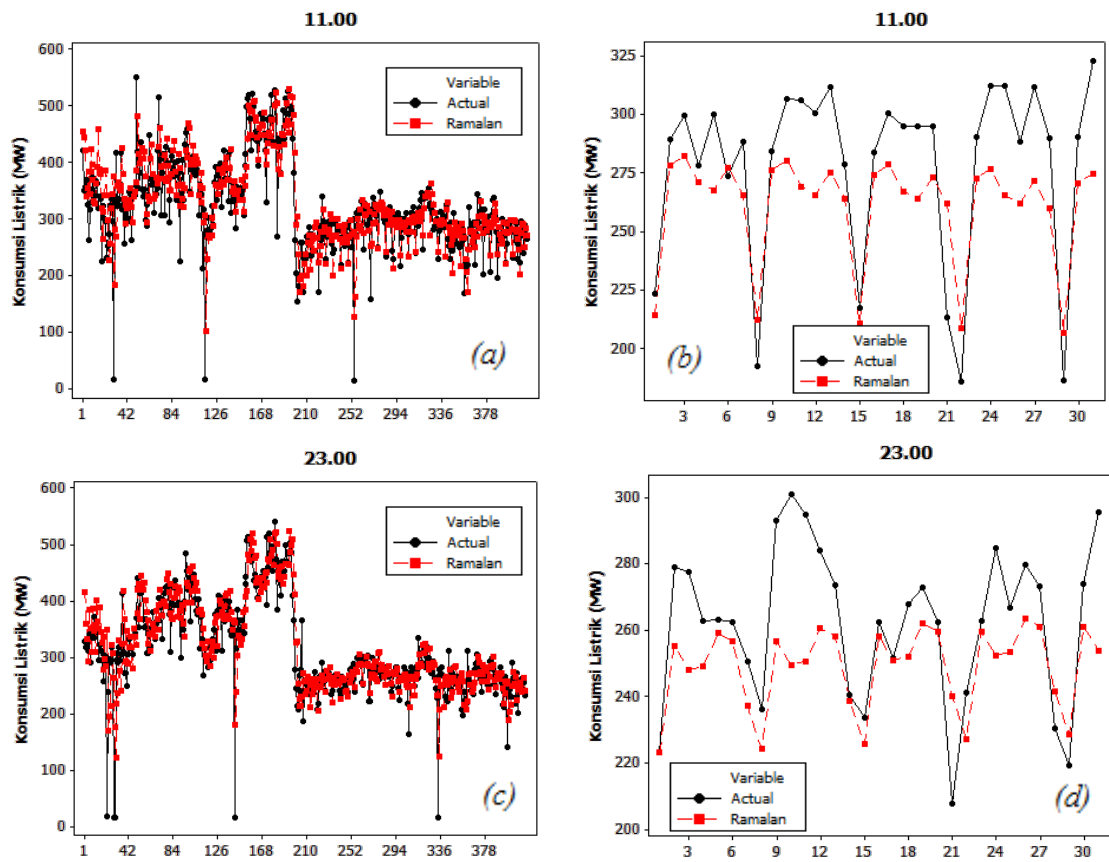 11.00
600
500
400
300
200
100
0
Konsumsi Listrik (MW)
1 42 84 126 168 210 252 294 336 378
Variable
Actual
Ramalan
(a)
11.00
325
300
275
250
225
200
Konsumsi Listrik (MW)
3 6 9 12 15 18 21 24 27 30
Variable
Actual
Ramalan
(b)
23.00
600
500
400
300
200
100
0
Konsumsi Listrik (MW)
1 42 84 126 168 210 252 294 336 378
Variable
Actual
Ramalan
(c)
23.00
300
280
260
240
220
200
Konsumsi Listrik (MW)
3 6 9 12 15 18 21 24 27 30
Variable
Actual
Ramalan
(d)